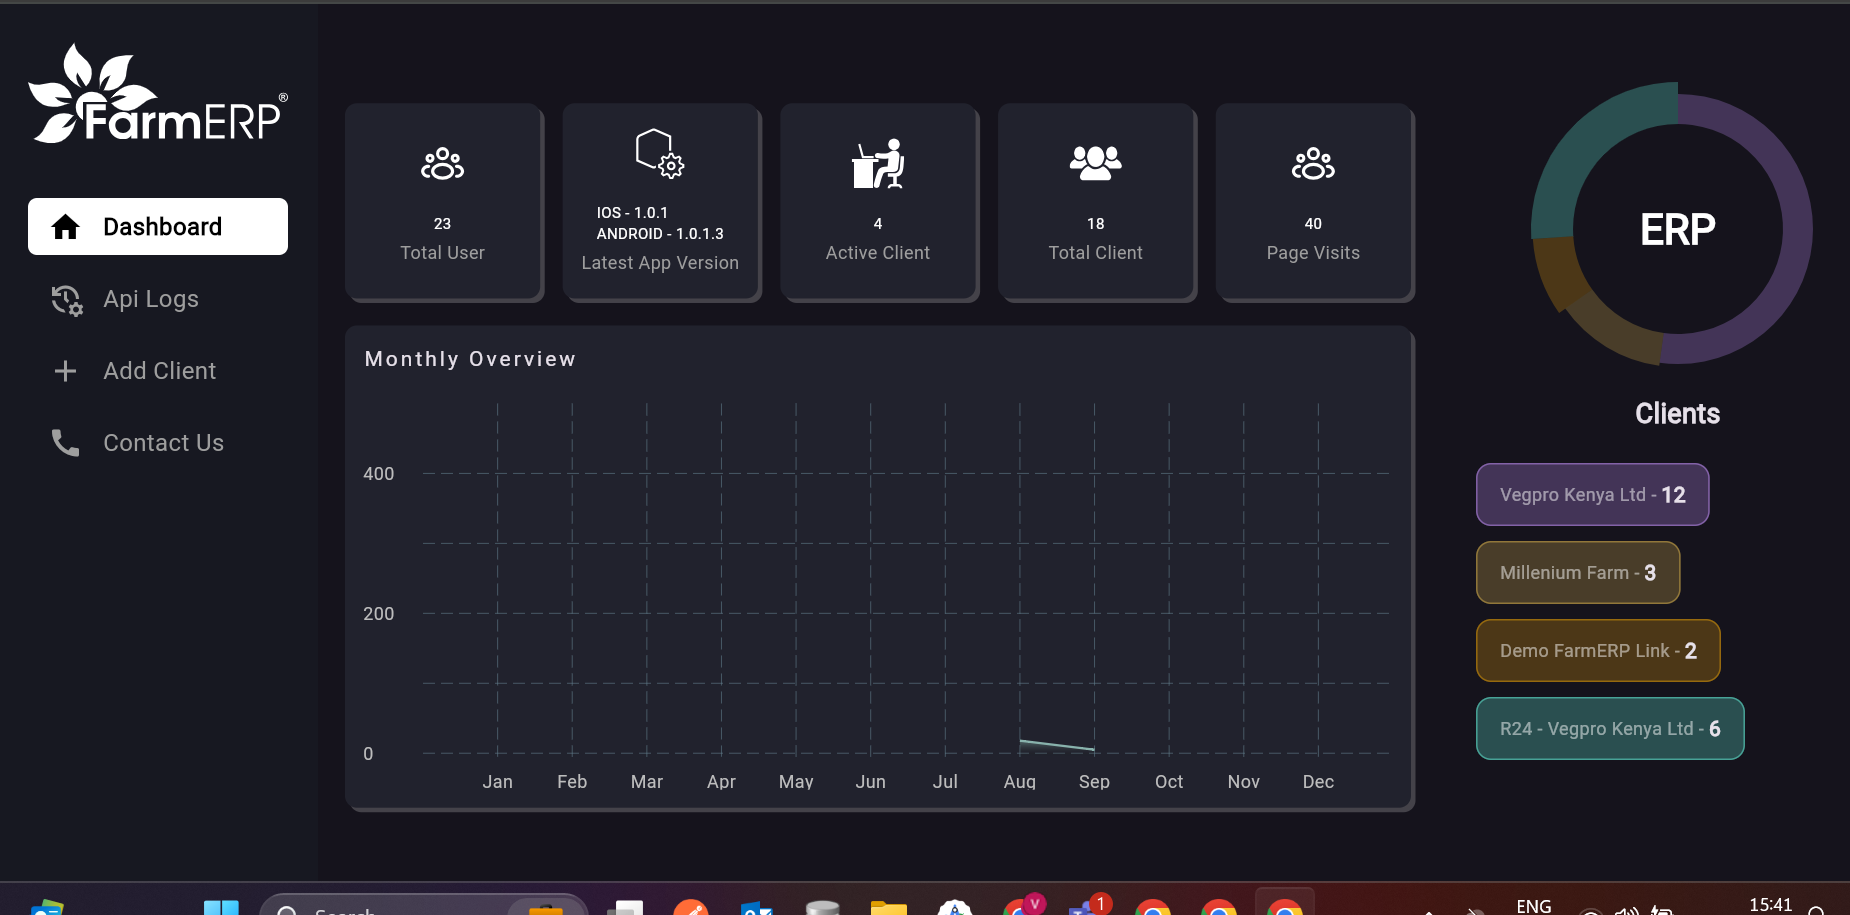 FarmERP®
Dashboard
Api Logs
Add Client
Contact Us
23
Total User
IOS - 1.0.1
ANDROID - 1.0.1.3
Latest App Version
4
Active Client
18
Total Client
40
Page Visits
Monthly Overview
400
200
0
Jan Feb Mar Apr May Jun Jul Aug Sep Oct Nov Dec
ERP
Clients
Vegpro Kenya Ltd - 12
Millenium Farm - 3
Demo FarmERP Link - 2
R24 - Vegpro Kenya Ltd - 6
Search
V
1
ENG
15:41